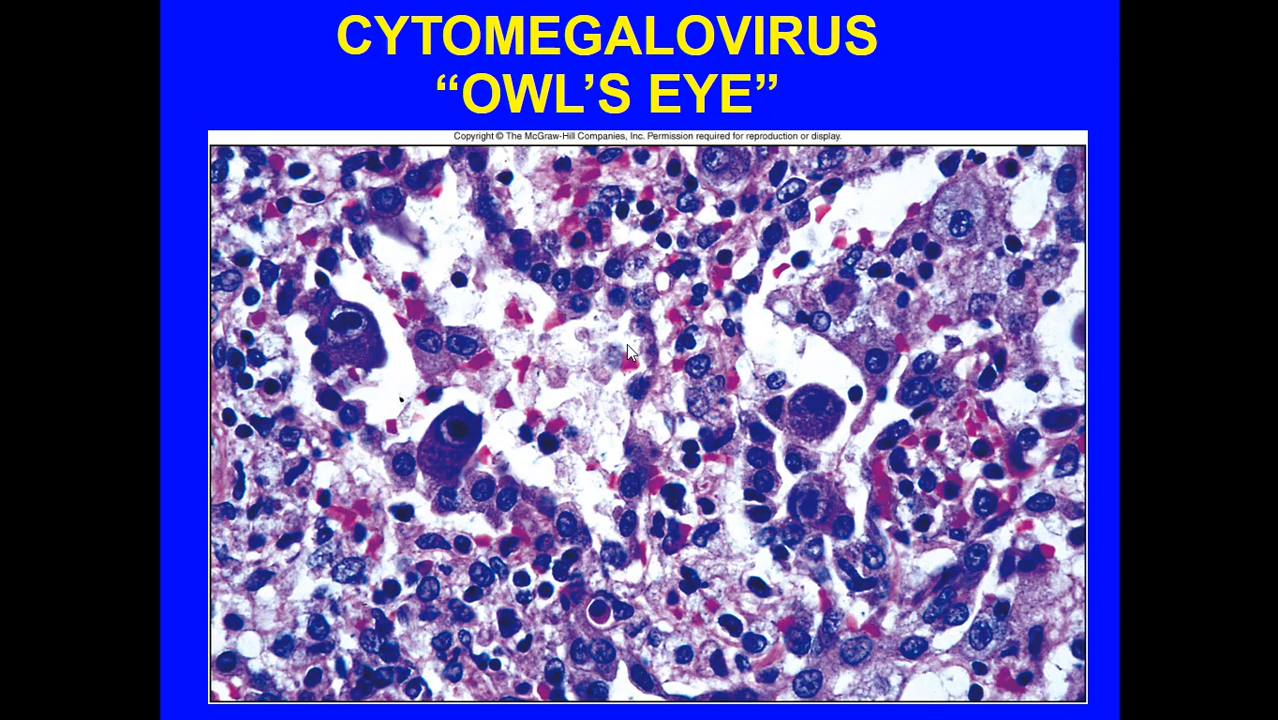 CYTOMEGALOVIRUS
“OWL’S EYE”
Copyright © The McGraw-Hill Companies, Inc. Permission required for reproduction or display.